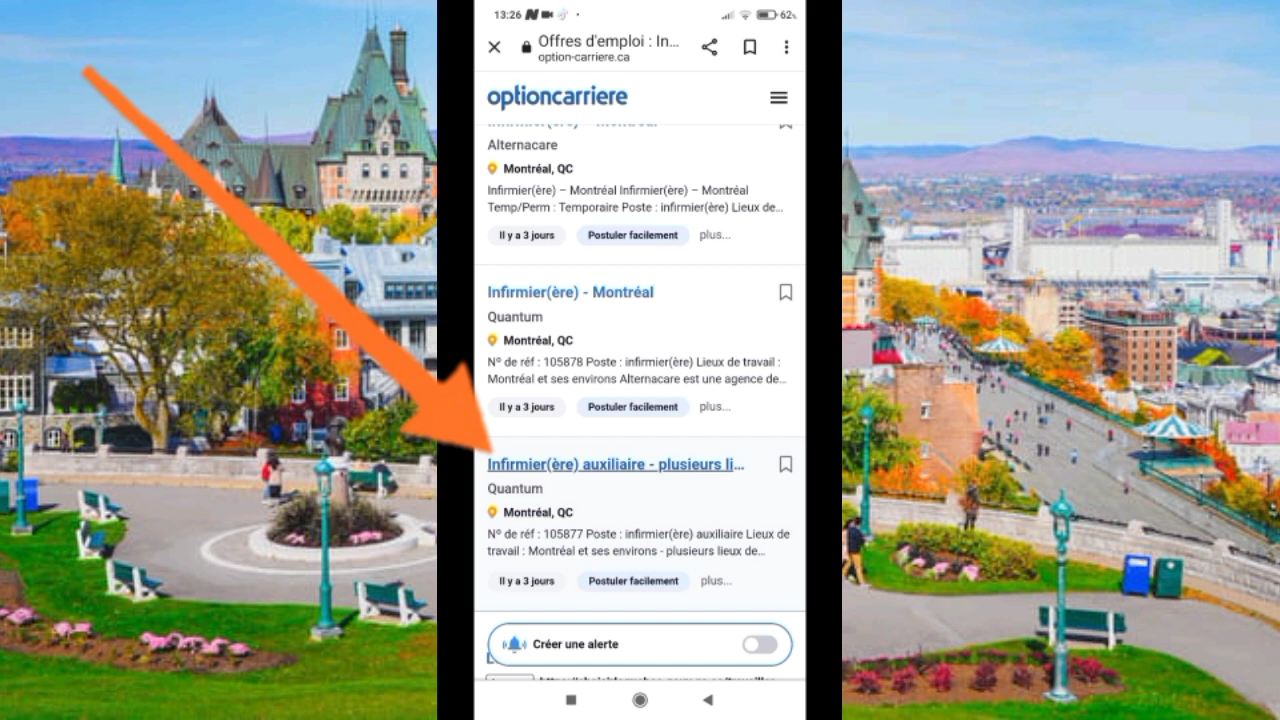 13:26
62%
Offres d'emploi : In...
option-carriere.ca
optioncarriere
Infirmier(ère) - Montréal
Alternacare
Montréal, QC
Infirmier(ère) – Montréal Infirmier(ère) – Montréal
Temp/Perm : Temporaire Poste : infirmier(ère) Lieux de...
Il y a 3 jours
Postuler facilement
plus...
Infirmier(ère) - Montréal
Quantum
Montréal, QC
Nº de réf : 105878 Poste : infirmier(ère) Lieux de travail :
Montréal et ses environs Alternacare est une agence de...
Il y a 3 jours
Postuler facilement
plus...
Infirmier(ère) auxiliaire - plusieurs li...
Quantum
Montréal, QC
Nº de réf : 105877 Poste : infirmier(ère) auxiliaire Lieux de
travail : Montréal et ses environs - plusieurs lieux de...
Il y a 3 jours
Postuler facilement
plus...
Créer une alerte